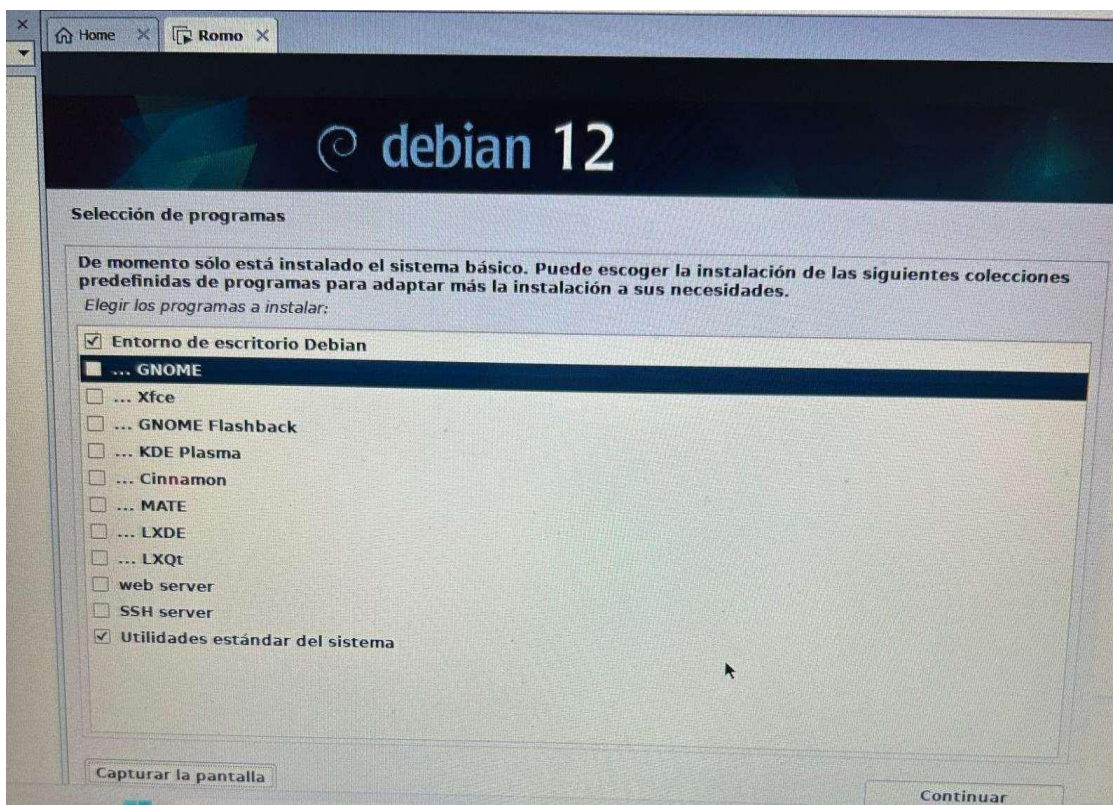 Home
Romo
debian 12
Selección de programas
De momento sólo está instalado el sistema básico. Puede escoger la instalación de las siguientes colecciones
predefinidas de programas para adaptar más la instalación a sus necesidades.
Elegir los programas a instalar:
Entorno de escritorio Debian
... GNOME
... Xfce
... GNOME Flashback
... KDE Plasma
... Cinnamon
... MATE
... LXDE
... LXQt
web server
SSH server
Utilidades estándar del sistema
Capturar la pantalla
Continuar